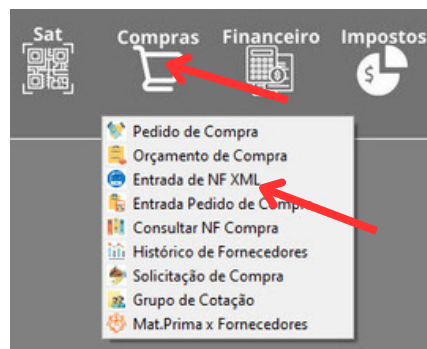 Sat
Compras
Financeiro
Impostos
Pedido de Compra
Orçamento de Compra
Entrada de NF XML
Entrada Pedido de Compra
Consultar NF Compra
Histórico de Fornecedores
Solicitação de Compra
Grupo de Cotação
Mat.Prima x Fornecedores